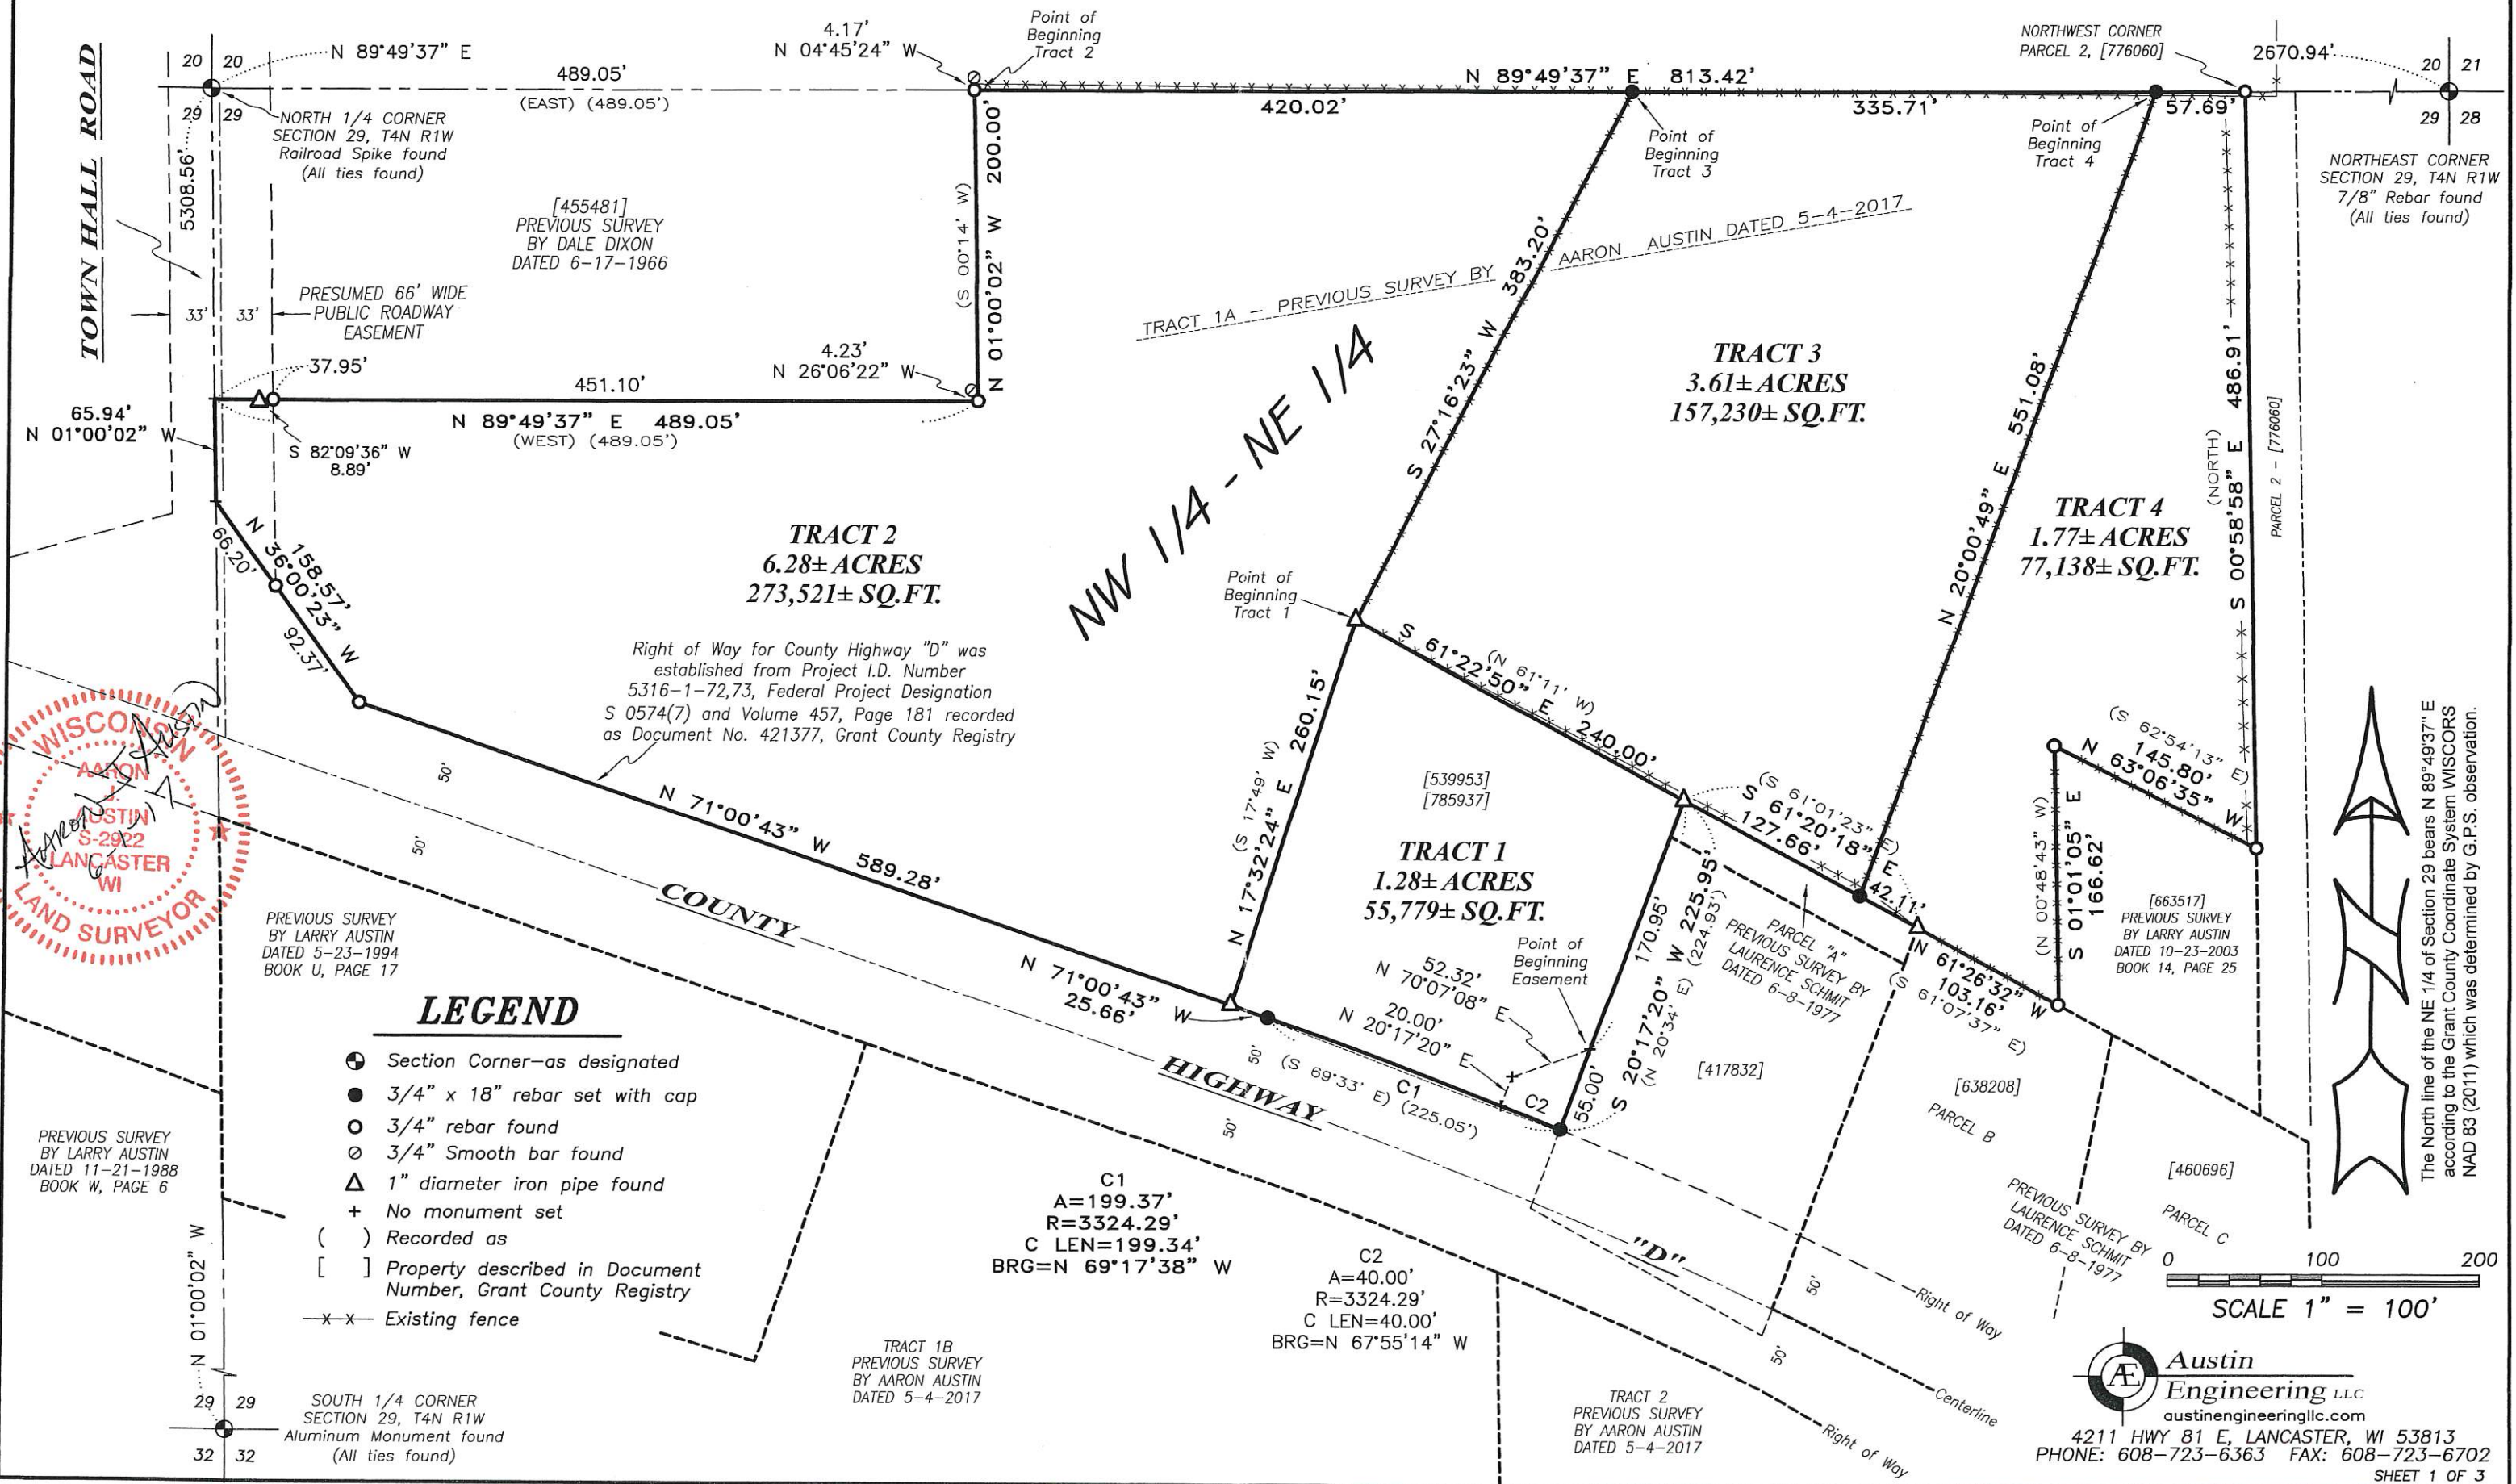 TOWN HALL ROAD
20 20
29 29
N 89°49'37" E
489.05'
(EAST) (489.05')
4.17'
N 04°45'24" W
Point of
Beginning
Tract 2
N 89°49'37" E 813.42'
420.02'
335.71'
57.69'
NORTHWEST CORNER
PARCEL 2, [776060]
2670.94'
20 21
29 28
NORTH 1/4 CORNER
SECTION 29, T4N R1W
Railroad Spike found
(All ties found)
5308.56'
[455481]
PREVIOUS SURVEY
BY DALE DIXON
DATED 6-17-1966
(S 00°14' W)
N 01°00'02" W 200.00'
Point of
Beginning
Tract 3
Point of
Beginning
Tract 4
NORTHEAST CORNER
SECTION 29, T4N R1W
7/8" Rebar found
(All ties found)
33' 33'
PRESUMED 66' WIDE
PUBLIC ROADWAY
EASEMENT
TRACT 1A - PREVIOUS SURVEY BY AARON AUSTIN DATED 5-4-2017
37.95'
451.10'
4.23'
N 26°06'22" W
N 89°49'37" E 489.05'
(WEST) (489.05')
65.94'
N 01°00'02" W
S 82°09'36" W
8.89'
S 27°16'23" W 383.20'
NW 1/4 - NE 1/4
TRACT 3
3.61± ACRES
157,230± SQ.FT.
N 20°00'49" E 551.08'
TRACT 4
1.77± ACRES
77,138± SQ.FT.
(NORTH)
S 00°58'58" E 486.91'
PARCEL 2 - [776060]
158.57'
N 36°00'23" W
66.20'
92.37'
TRACT 2
6.28± ACRES
273,521± SQ.FT.
Point of
Beginning
Tract 1
Right of Way for County Highway "D" was
established from Project I.D. Number
5316-1-72,73, Federal Project Designation
S 0574(7) and Volume 457, Page 181 recorded
as Document No. 421377, Grant County Registry
(N 61°11' W)
S 61°22'50" E 240.00'
(S 17°49' W)
N 17°32'24" E 260.15'
[539953]
[785937]
(S 61°01'23" E)
S 61°20'18" E
127.66'
42.11'
(S 62°54'13" E)
145.80'
N 63°06'35" W
(N 00°48'43" W)
S 01°01'05" E
166.62'
[663517]
PREVIOUS SURVEY
BY LARRY AUSTIN
DATED 10-23-2003
BOOK 14, PAGE 25
The North line of the NE 1/4 of Section 29 bears N 89°49'37" E
according to the Grant County Coordinate System WISCORS
NAD 83 (2011) which was determined by G.P.S. observation.
WISCONSIN
AARON
J.
AUSTIN
S-2922
LANCASTER
WI
LAND SURVEYOR
Aaron J Austin
6-1-17
50'
50'
N 71°00'43" W 589.28'
COUNTY
HIGHWAY
"D"
TRACT 1
1.28± ACRES
55,779± SQ.FT.
Point of
Beginning
Easement
170.95'
S 20°17'20" W 225.95'
(N 20°34' E) (224.93')
55.00'
PARCEL "A"
PREVIOUS SURVEY BY
LAURENCE SCHMIT
DATED 6-8-1977
N 61°26'32" W
103.16'
(S 61°07'37" E)
N 71°00'43" W
25.66'
52.32'
N 70°07'08" E
20.00'
N 20°17'20" E
50'
C1
C2
(S 69°33' E) (225.05')
50'
[417832]
[638208]
PARCEL B
[460696]
PARCEL C
PREVIOUS SURVEY BY
LAURENCE SCHMIT
DATED 6-8-1977
PREVIOUS SURVEY
BY LARRY AUSTIN
DATED 5-23-1994
BOOK U, PAGE 17
PREVIOUS SURVEY
BY LARRY AUSTIN
DATED 11-21-1988
BOOK W, PAGE 6
LEGEND
Section Corner-as designated
3/4" x 18" rebar set with cap
3/4" rebar found
3/4" Smooth bar found
1" diameter iron pipe found
+ No monument set
( ) Recorded as
[ ] Property described in Document
Number, Grant County Registry
x x Existing fence
C1
A=199.37'
R=3324.29'
C LEN=199.34'
BRG=N 69°17'38" W
C2
A=40.00'
R=3324.29'
C LEN=40.00'
BRG=N 67°55'14" W
50'
50'
Right of Way
Centerline
Right of Way
N 01°00'02" W
29 29
32 32
SOUTH 1/4 CORNER
SECTION 29, T4N R1W
Aluminum Monument found
(All ties found)
TRACT 1B
PREVIOUS SURVEY
BY AARON AUSTIN
DATED 5-4-2017
TRACT 2
PREVIOUS SURVEY
BY AARON AUSTIN
DATED 5-4-2017
0 100 200
SCALE 1" = 100'
AE
Austin
Engineering LLC
austinengineeringllc.com
4211 HWY 81 E, LANCASTER, WI 53813
PHONE: 608-723-6363 FAX: 608-723-6702
SHEET 1 OF 3